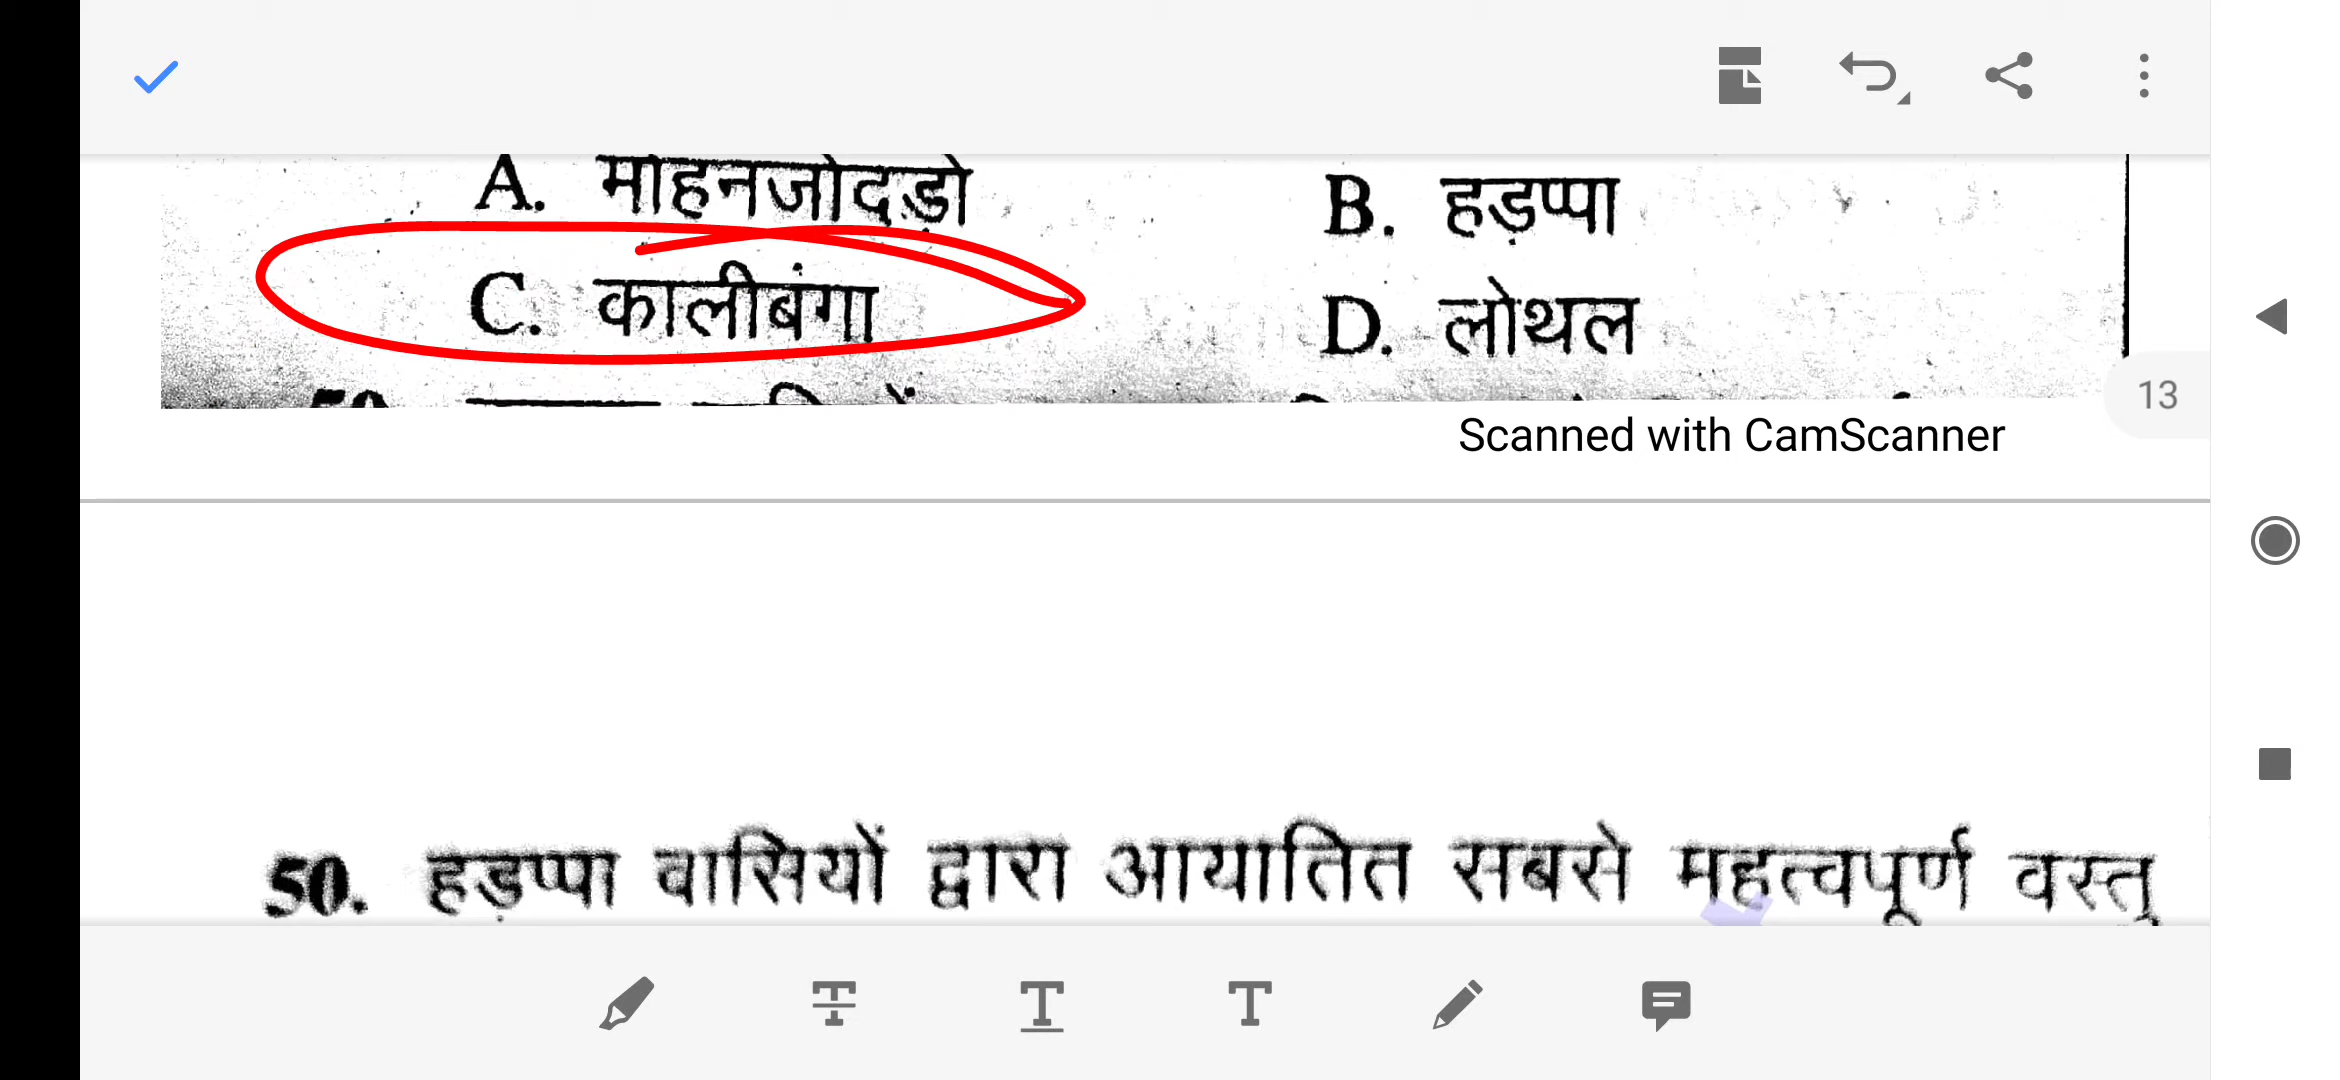 A. मोहनजोदड़ो B. हड़प्पा
C. कालीबंगा D. लोथल
13
Scanned with CamScanner
50. हड़प्पा वासियों द्वारा आयातित सबसे महत्वपूर्ण वस्तु